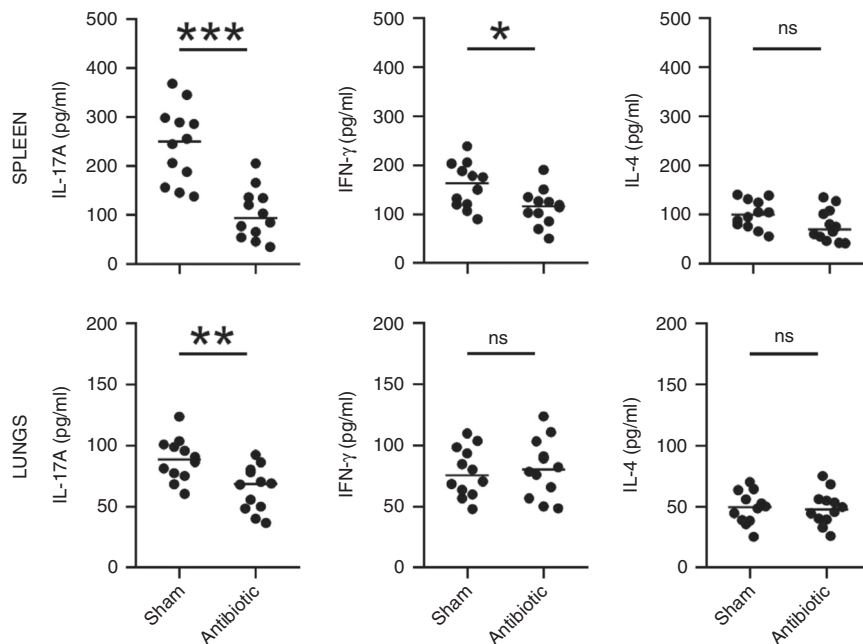 SPLEEN
IL-17A (pg/ml)
500
400
300
200
100
0
***
IFN-γ (pg/ml)
500
400
300
200
100
0
*
IL-4 (pg/ml)
500
400
300
200
100
0
ns
LUNGS
IL-17A (pg/ml)
200
150
100
50
0
**
Sham
Antibiotic
IFN-γ (pg/ml)
200
150
100
50
0
ns
Sham
Antibiotic
IL-4 (pg/ml)
200
150
100
50
0
ns
Sham
Antibiotic